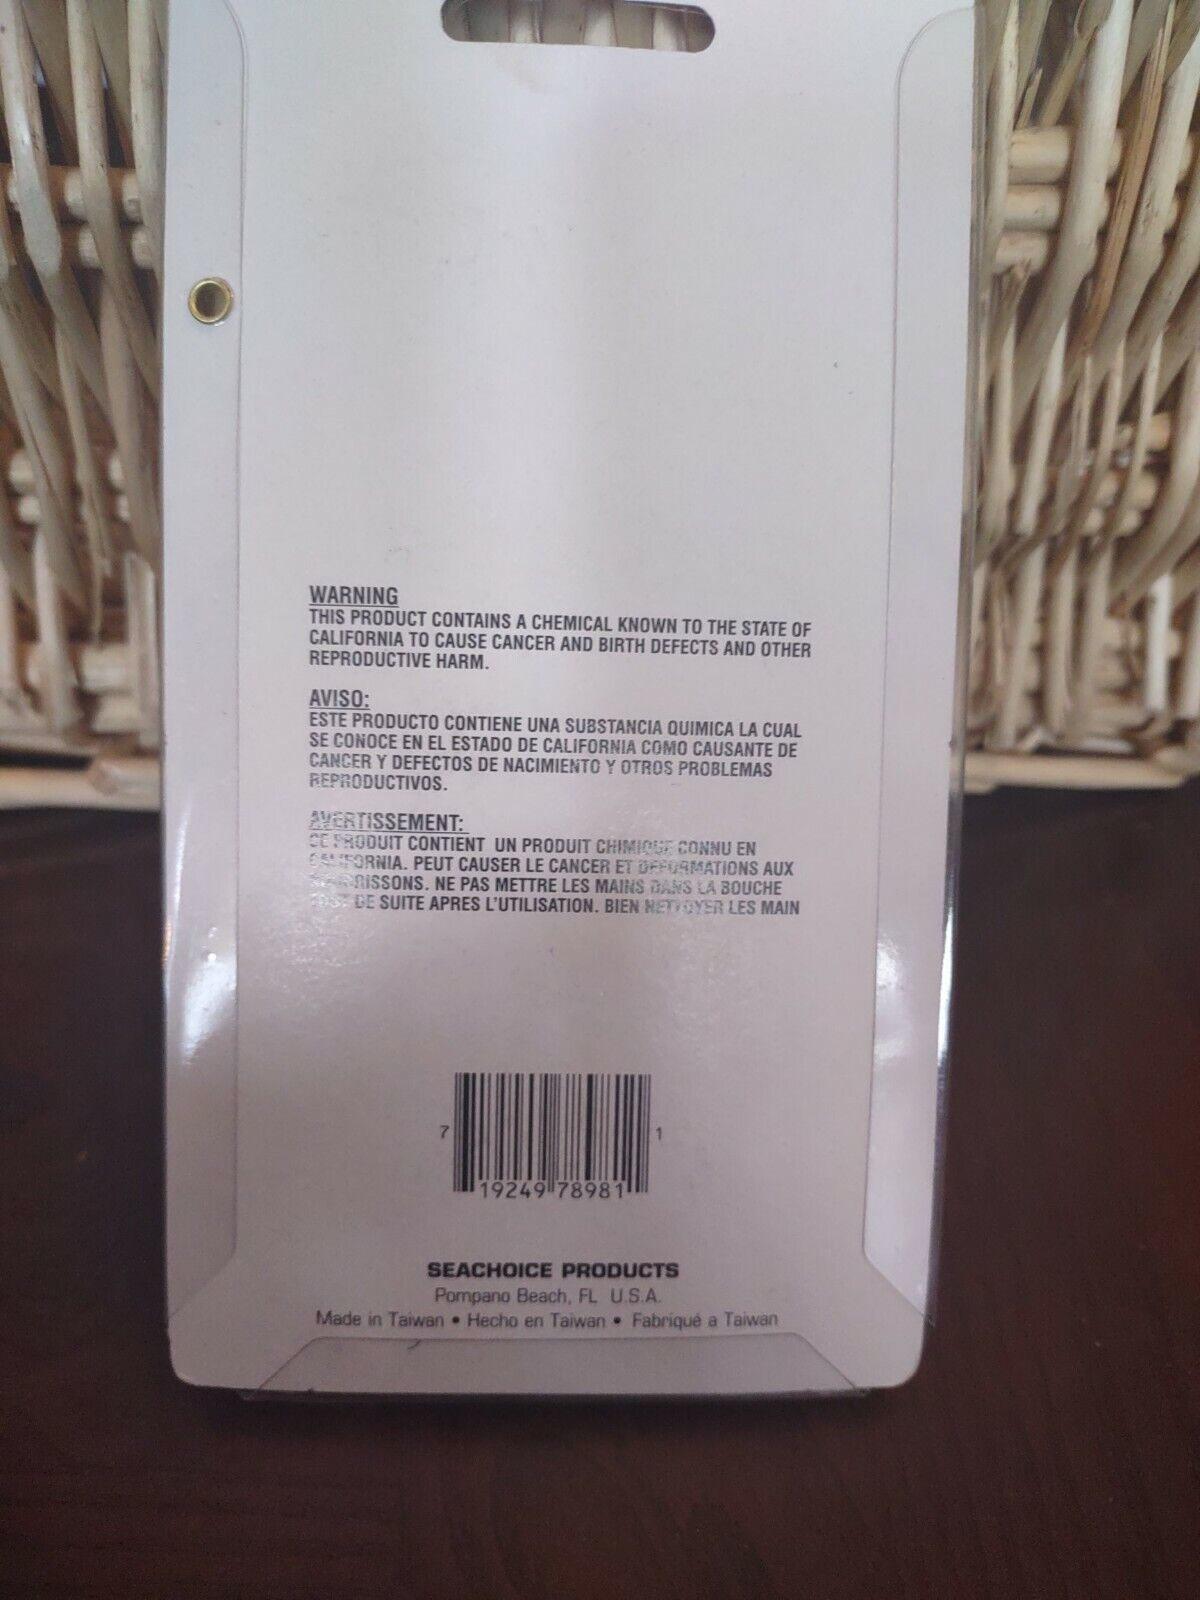 WARNING
THIS PRODUCT CONTAINS A CHEMICAL KNOWN TO THE STATE OF
CALIFORNIA TO CAUSE CANCER AND BIRTH DEFECTS AND OTHER
REPRODUCTIVE HARM.
AVISO:
ESTE PRODUCTO CONTIENE UNA SUBSTANCIA QUIMICA LA CUAL
SE CONOCE EN EL ESTADO DE CALIFORNIA COMO CAUSANTE DE
CANCER Y DEFECTOS DE NACIMIENTO Y OTROS PROBLEMAS
REPRODUCTIVOS.
AVERTISSEMENT:
CE PRODUIT CONTIENT UN PRODUIT CHIMIQUE CONNU EN
CALIFORNIA. PEUT CAUSER LE CANCER ET DEFORMATIONS AUX
NE PAS METTRE LES MAINS DANS LA BOUCHE
DE SUITE APRES L'UTILISATION. BIEN NETTOYER LES MAIN
7 19249 78981 1
SEACHOICE PRODUCTS
Pompano Beach, FL U.S.A.
Made in Taiwan • Hecho en Taiwan • Fabriqué a Taiwan